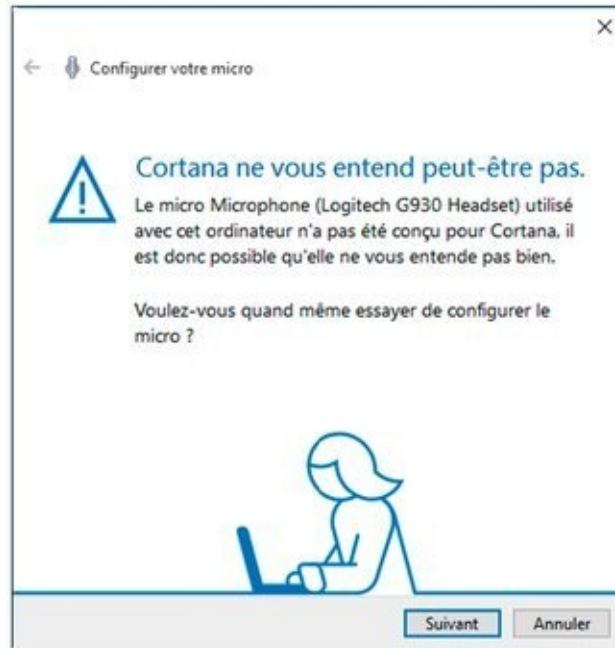 Configurer votre micro
Cortana ne vous entend peut-être pas.
Le micro Microphone (Logitech G930 Headset) utilisé
avec cet ordinateur n'a pas été conçu pour Cortana, il
est donc possible qu'elle ne vous entende pas bien.
Voulez-vous quand même essayer de configurer le
micro ?
Suivant
Annuler